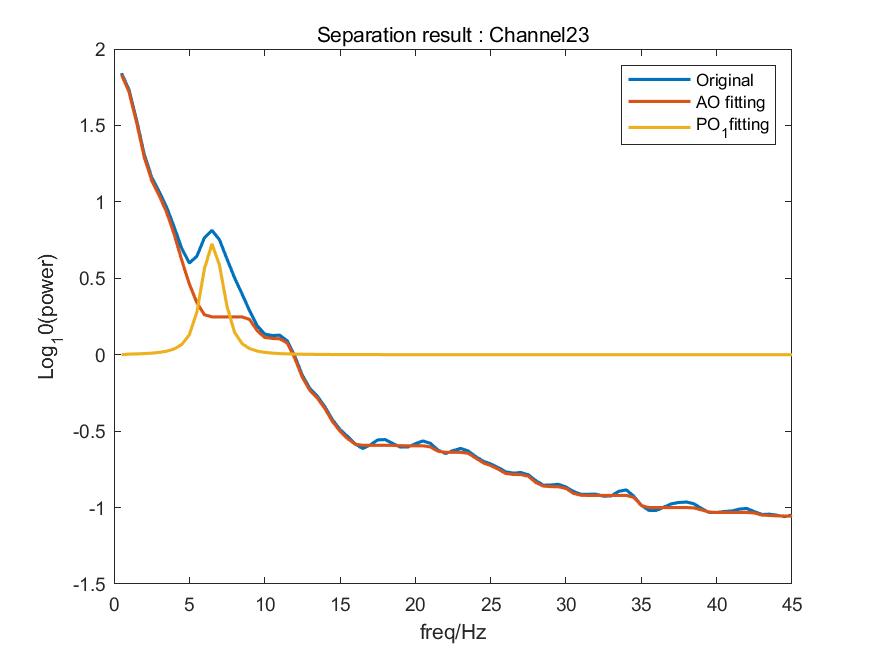 Separation result : Channel23
Original
AO fitting
PO1fitting
2
1.5
1
0.5
0
-0.5
-1
-1.5
Log10(power)
0 5 10 15 20 25 30 35 40 45
freq/Hz